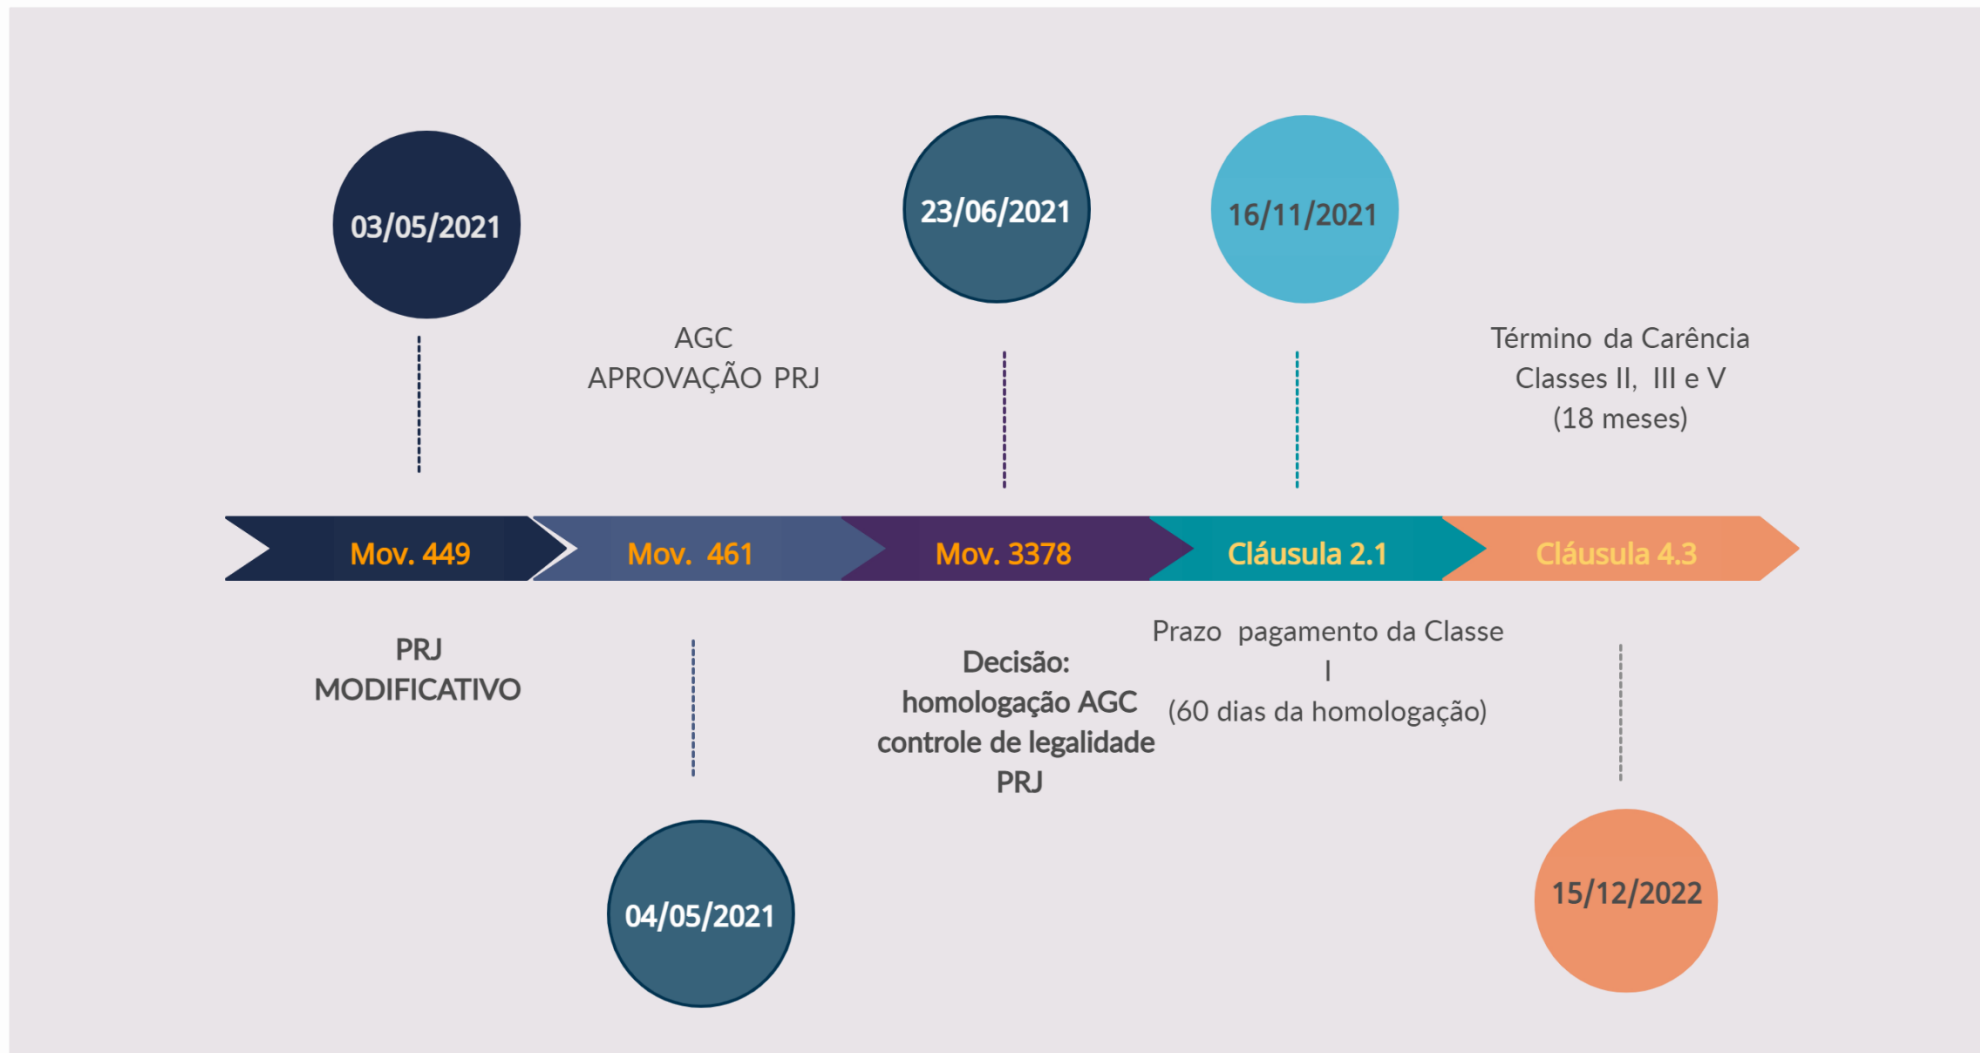 03/05/2021
23/06/2021
16/11/2021
AGC
APROVAÇÃO PRJ
Término da Carência
Classes II, III e V
(18 meses)
Mov. 449
Mov. 461
Mov. 3378
Cláusula 2.1
Cláusula 4.3
PRJ
MODIFICATIVO
Decisão:
homologação AGC
controle de legalidade
PRJ
Prazo pagamento da Classe
I
(60 dias da homologação)
04/05/2021
15/12/2022